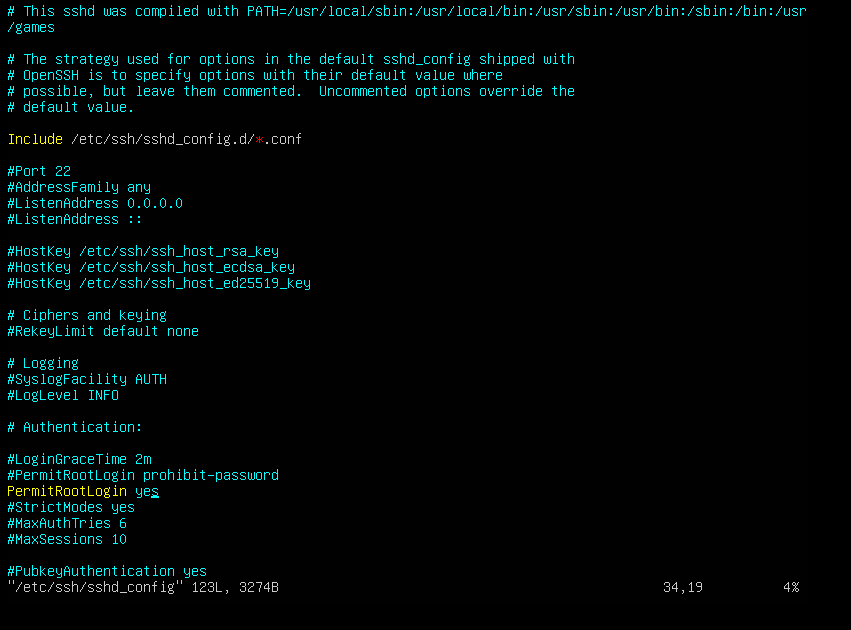 # This sshd was compiled with PATH=/usr/local/sbin:/usr/local/bin:/usr/sbin:/usr/bin:/sbin:/bin:/usr
/games
# The strategy used for options in the default sshd_config shipped with
# OpenSSH is to specify options with their default value where
# possible, but leave them commented.  Uncommented options override the
# default value.
Include /etc/ssh/sshd_config.d/*.conf
#Port 22
#AddressFamily any
#ListenAddress 0.0.0.0
#ListenAddress ::
#HostKey /etc/ssh/ssh_host_rsa_key
#HostKey /etc/ssh/ssh_host_ecdsa_key
#HostKey /etc/ssh/ssh_host_ed25519_key
# Ciphers and keying
#RekeyLimit default none
# Logging
#SyslogFacility AUTH
#LogLevel INFO
# Authentication:
#LoginGraceTime 2m
#PermitRootLogin prohibit-password
PermitRootLogin yes
#StrictModes yes
#MaxAuthTries 6
#MaxSessions 10
#PubkeyAuthentication yes
"/etc/ssh/sshd_config" 123L, 3274B 34,19 4%